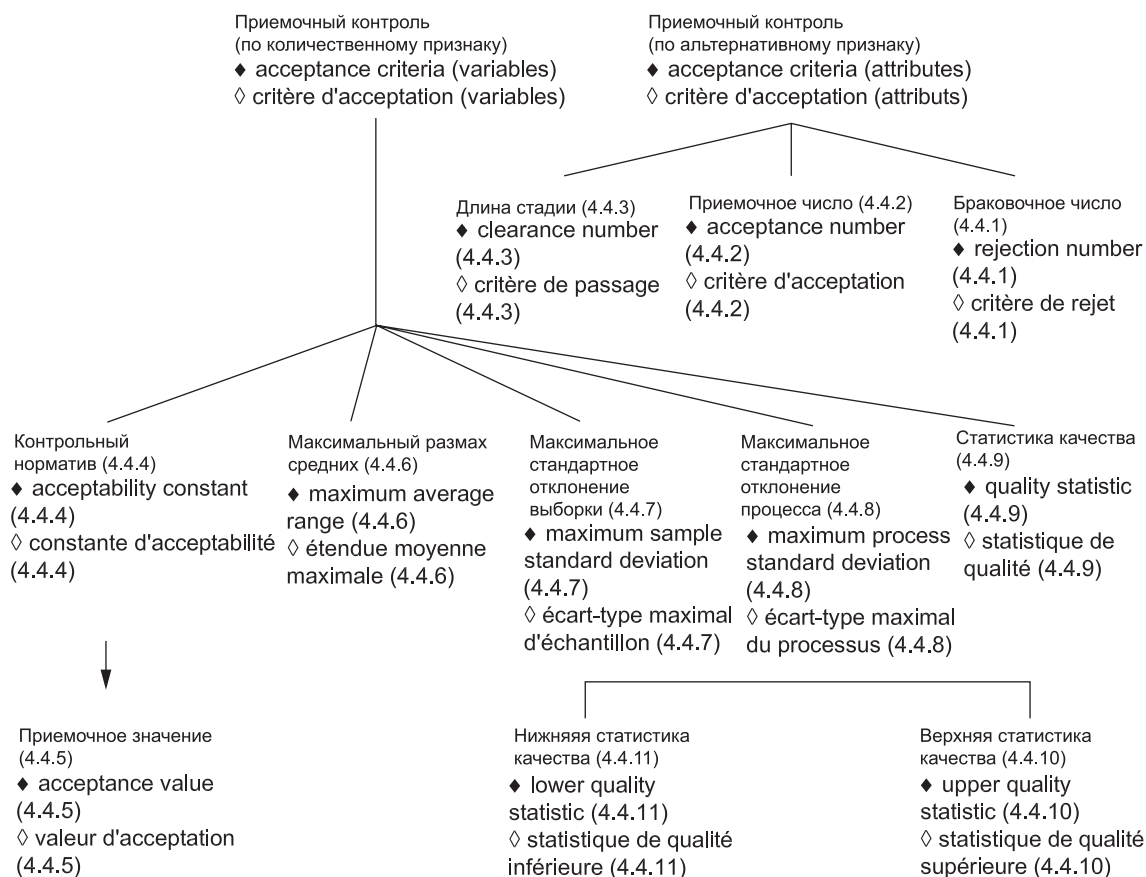 Приемочный контроль
(по количественному признаку)
♦ acceptance criteria (variables)
◊ critère d'acceptation (variables)
Приемочный контроль
(по альтернативному признаку)
♦ acceptance criteria (attributes)
◊ critère d'acceptation (attributs)
Длина стадии (4.4.3)
♦ clearance number
(4.4.3)
◊ critère de passage
(4.4.3)
Приемочное число (4.4.2)
♦ acceptance number
(4.4.2)
◊ critère d'acceptation
(4.4.2)
Браковочное число
(4.4.1)
♦ rejection number
(4.4.1)
◊ critère de rejet
(4.4.1)
Контрольный
норматив (4.4.4)
♦ acceptability constant
(4.4.4)
◊ constante d'acceptabilité
(4.4.4)
Максимальный размах
средних (4.4.6)
♦ maximum average
range (4.4.6)
◊ étendue moyenne
maximale (4.4.6)
Максимальное
стандартное
отклонение
выборки (4.4.7)
♦ maximum sample
standard deviation
(4.4.7)
◊ écart-type maximal
d'échantillon (4.4.7)
Максимальное
стандартное
отклонение
процесса (4.4.8)
♦ maximum process
standard deviation
(4.4.8)
◊ écart-type maximal
du processus (4.4.8)
Статистика качества
(4.4.9)
♦ quality statistic
(4.4.9)
◊ statistique de
qualité (4.4.9)
Приемочное значение
(4.4.5)
♦ acceptance value
(4.4.5)
◊ valeur d'acceptation
(4.4.5)
Нижняяя статистика
качества (4.4.11)
♦ lower quality
statistic (4.4.11)
◊ statistique de qualité
inférieure (4.4.11)
Верхняя статистика
качества (4.4.10)
♦ upper quality
statistic (4.4.10)
◊ statistique de qualité
supérieure (4.4.10)